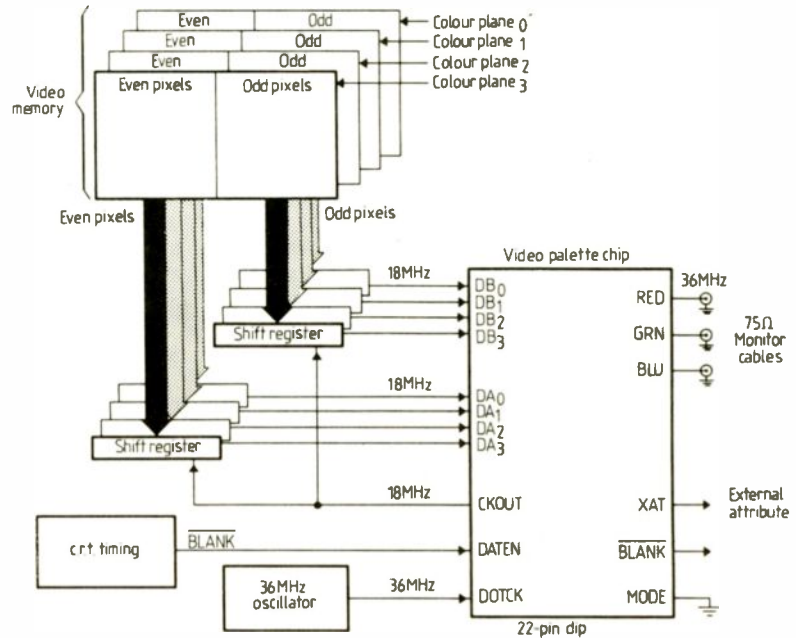 Even Odd Colour plane 0
Even Odd Colour plane 1
Even Odd Colour plane 2
Even pixels Odd pixels Colour plane 3
Video
memory
Even pixels Odd pixels
Video palette chip
18MHz DB0 RED 36MHz
DB1
DB2 GRN 75Ω
Monitor
cables
Shift register DB3
BLU
18MHz DA0
DA1
DA2
Shift register DA3
18MHz CKOUT XAT External
attribute
c.r.t. timing BLANK DATEN BLANK
36MHz
oscillator 36MHz DOTCK MODE
22-pin dip